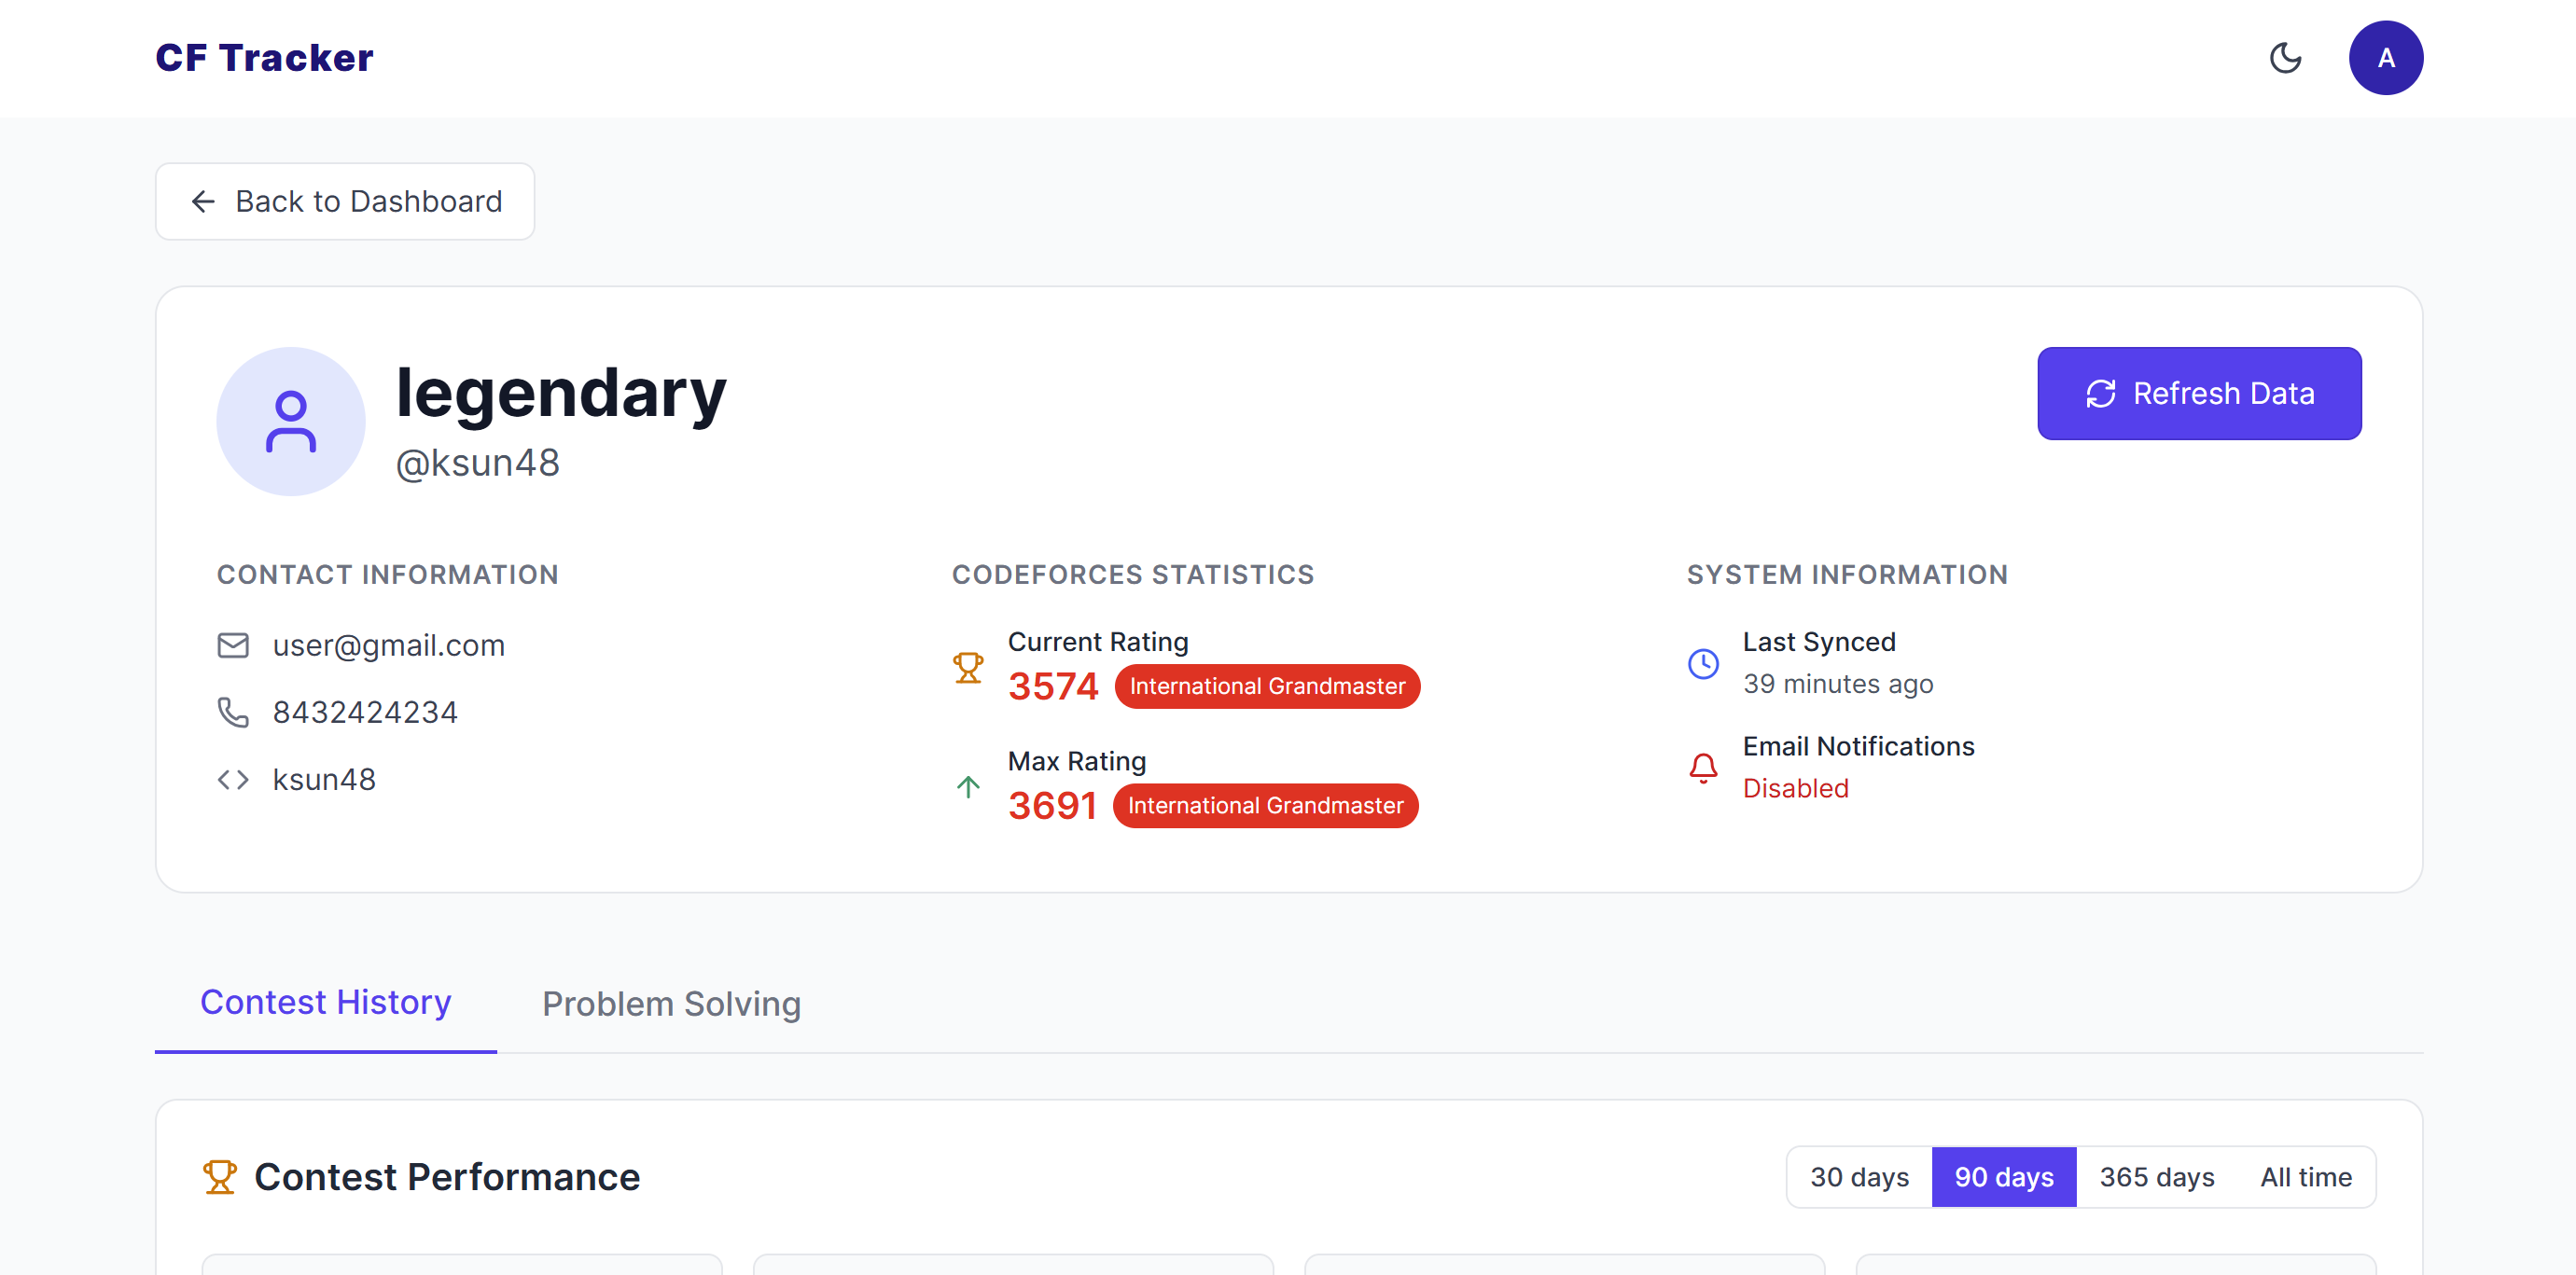 CF Tracker
A
Back to Dashboard
legendary
@ksun48
Refresh Data
CONTACT INFORMATION
user@gmail.com
8432424234
ksun48
CODEFORCES STATISTICS
Current Rating
3574 International Grandmaster
Max Rating
3691 International Grandmaster
SYSTEM INFORMATION
Last Synced
39 minutes ago
Email Notifications
Disabled
Contest History
Problem Solving
Contest Performance
30 days
90 days
365 days
All time